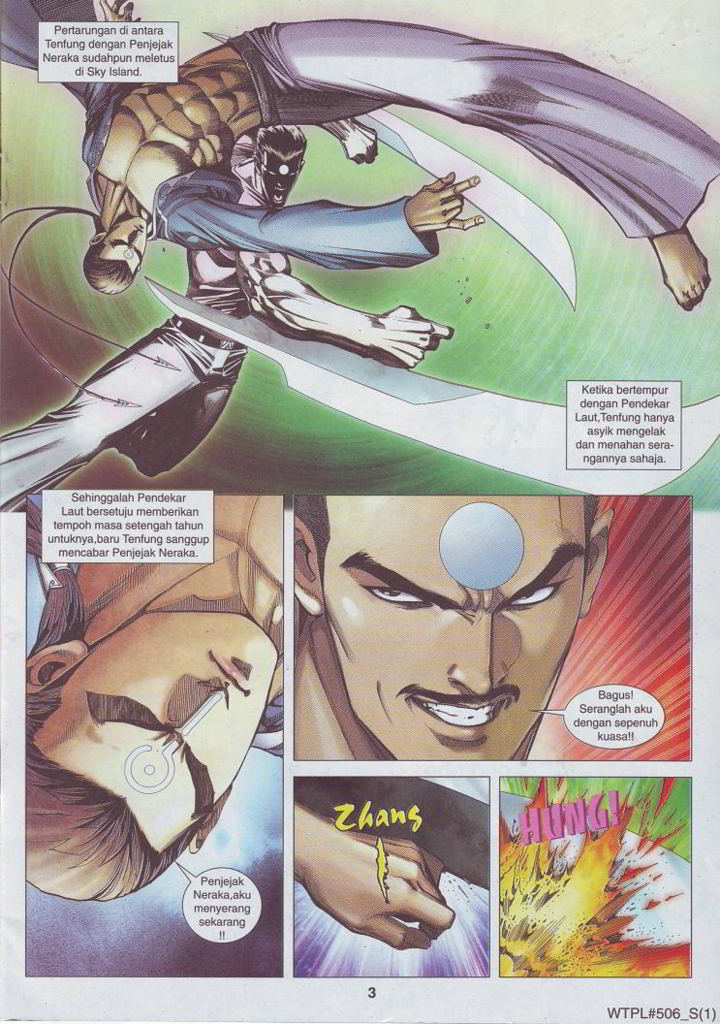 Pertarungan di antara
Tenfung dengan Penjejak
Neraka sudahpun meletus
di Sky Island.
Ketika bertempur
dengan Pendekar
Laut,Tenfung hanya
asyik mengelak
dan menahan sera-
ngannya sahaja.
Sehinggalah Pendekar
Laut bersetuju memberikan
tempoh masa setengah tahun
untuknya,baru Tenfung sanggup
mencabar Penjejak Neraka.
Bagus!
Seranglah aku
dengan sepenuh
kuasa!!
Penjejak
Neraka,aku
menyerang
sekarang
!!
Zhang
HUNG!
3
WTPL#506_S(1)